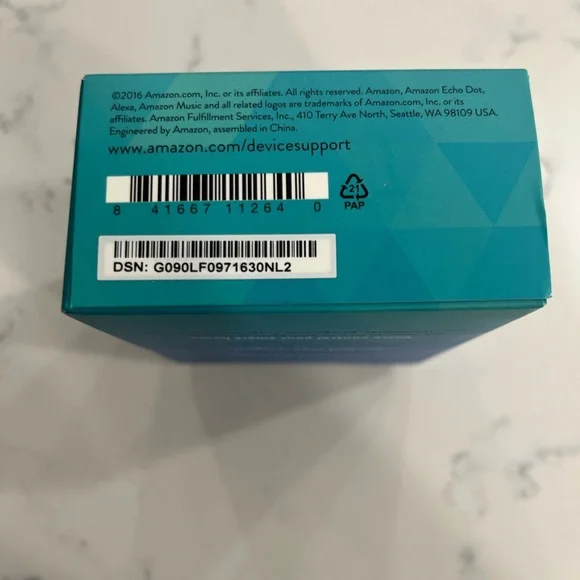 ©2016 Amazon.com, Inc. or its affiliates. All rights reserved. Amazon, Amazon Echo Dot,
Alexa, Amazon Music and all related logos are trademarks of Amazon.com, Inc. or its
affiliates. Amazon Fulfillment Services, Inc., 410 Terry Ave North, Seattle, WA 98109 USA.
Engineered by Amazon, assembled in China.
www.amazon.com/devicesupport
8 41667 11264 0
21
PAP
DSN: G090LF0971630NL2